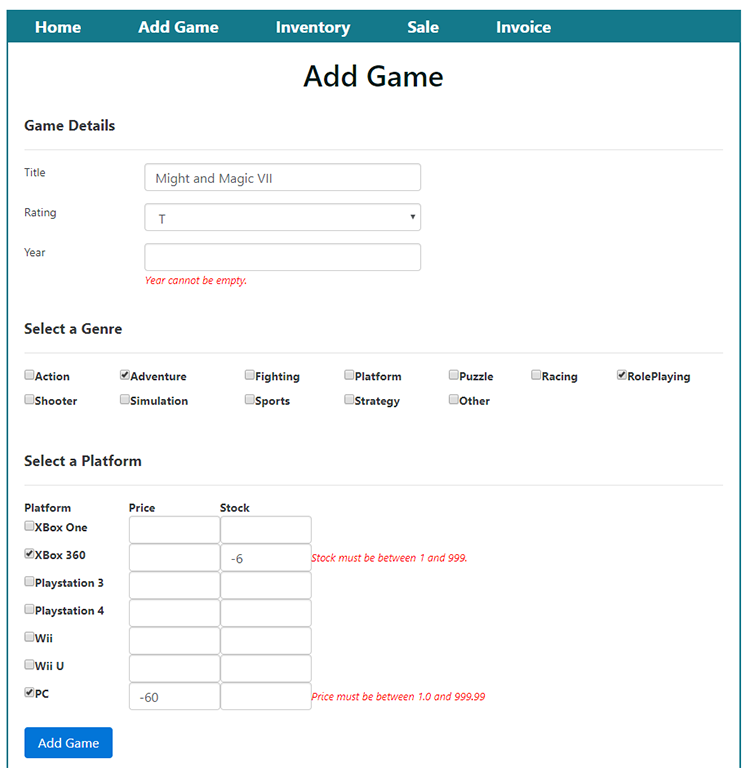 Home Add Game Inventory Sale Invoice
Add Game
Game Details
Title Might and Magic VII
Rating T
Year
Year cannot be empty.
Select a Genre
Action Adventure Fighting Platform Puzzle Racing RolePlaying
Shooter Simulation Sports Strategy Other
Select a Platform
Platform Price Stock
XBox One
XBox 360 -6 Stock must be between 1 and 999.
Playstation 3
Playstation 4
Wii
Wii U
PC -60 Price must be between 1.0 and 999.99
Add Game